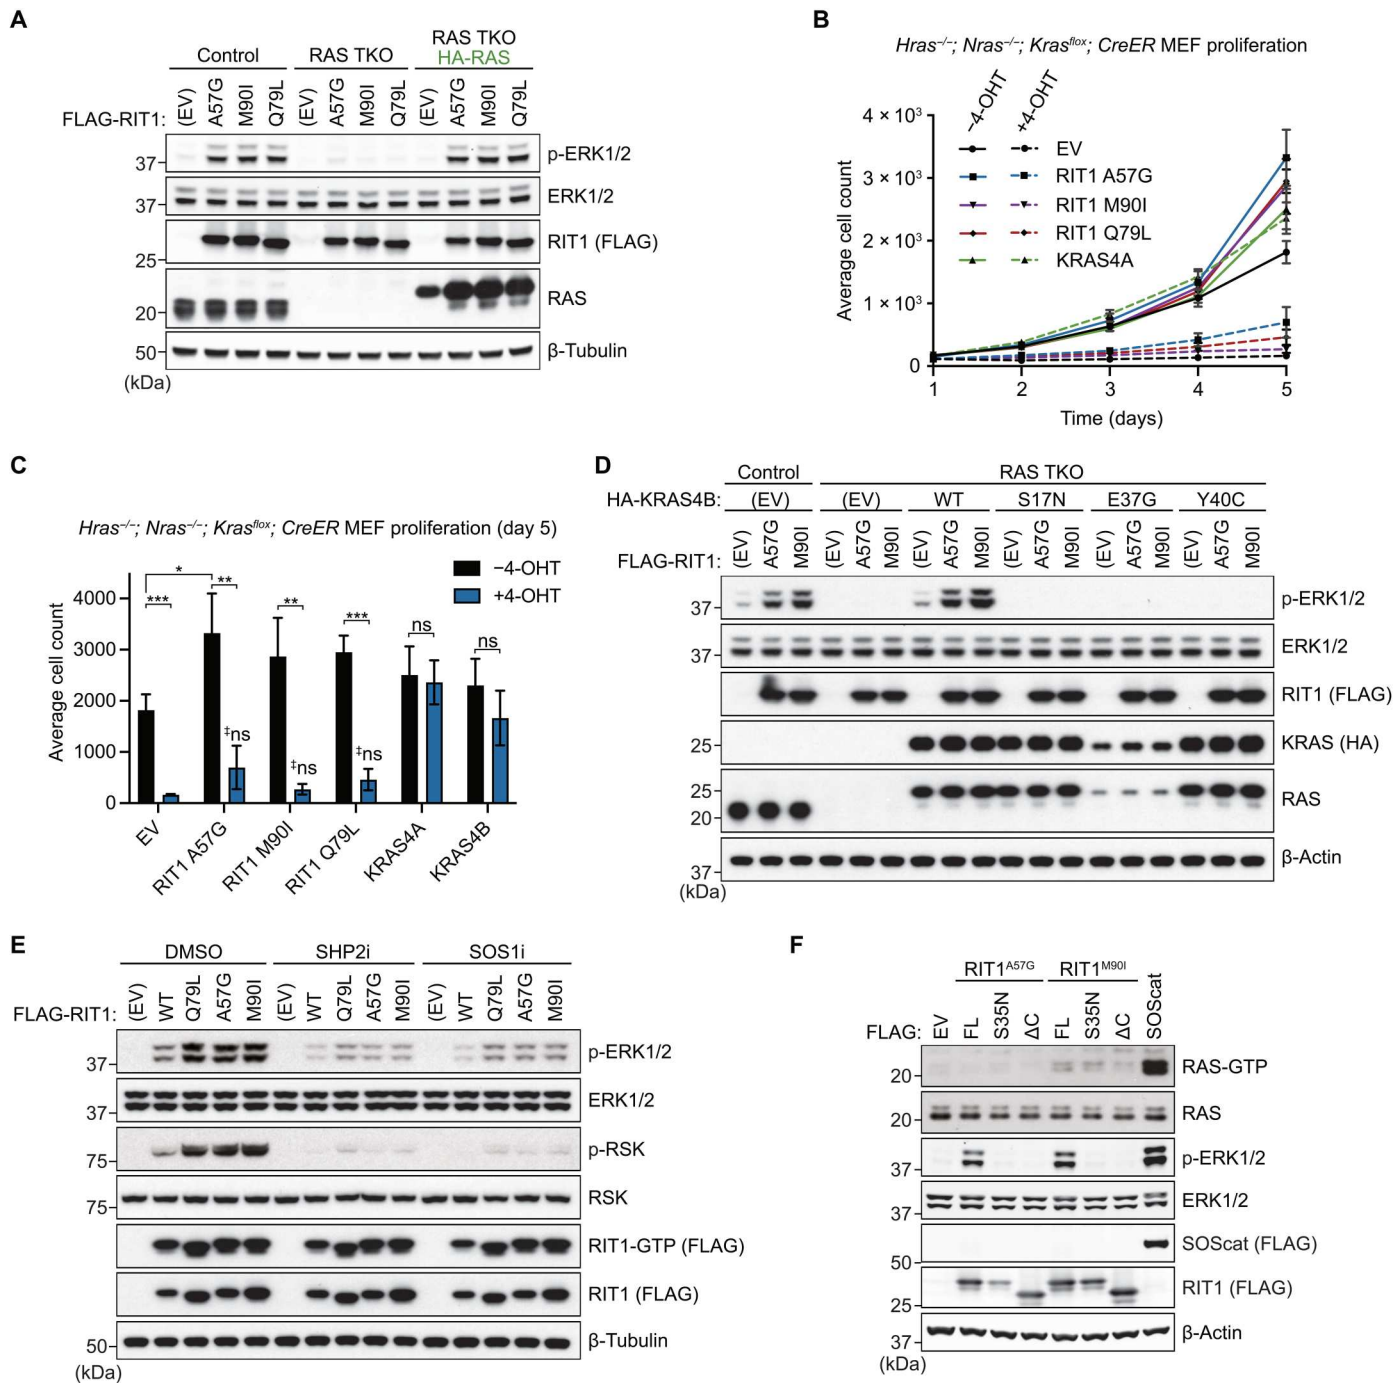 A
Control
RAS TKO
RAS TKO
HA-RAS
FLAG-RIT1:
(EV)
A57G
M90I
Q79L
(EV)
A57G
M90I
Q79L
(EV)
A57G
M90I
Q79L
37
p-ERK1/2
37
ERK1/2
25
RIT1 (FLAG)
20
RAS
50
β-Tubulin
(kDa)
B
Hras–/–; Nras–/–; Krasflox; CreER MEF proliferation
−4-OHT
+4-OHT
EV
RIT1 A57G
RIT1 M90I
RIT1 Q79L
KRAS4A
Average cell count
4 × 10³
3 × 10³
2 × 10³
1 × 10³
0
1
2
3
4
5
Time (days)
C
Hras–/–; Nras–/–; Krasflox; CreER MEF proliferation (day 5)
−4-OHT
+4-OHT
Average cell count
4000
3000
2000
1000
0
*
***
**
**
***
ns
ns
‡ns
‡ns
‡ns
EV
RIT1 A57G
RIT1 M90I
RIT1 Q79L
KRAS4A
KRAS4B
D
Control
RAS TKO
HA-KRAS4B:
(EV)
(EV)
WT
S17N
E37G
Y40C
FLAG-RIT1:
(EV)
A57G
M90I
(EV)
A57G
M90I
(EV)
A57G
M90I
(EV)
A57G
M90I
(EV)
A57G
M90I
(EV)
A57G
M90I
37
p-ERK1/2
37
ERK1/2
RIT1 (FLAG)
25
KRAS (HA)
25
20
RAS
37
β-Actin
(kDa)
E
DMSO
SHP2i
SOS1i
FLAG-RIT1:
(EV)
WT
Q79L
A57G
M90I
(EV)
WT
Q79L
A57G
M90I
(EV)
WT
Q79L
A57G
M90I
37
p-ERK1/2
37
ERK1/2
75
p-RSK
75
RSK
RIT1-GTP (FLAG)
RIT1 (FLAG)
50
β-Tubulin
(kDa)
F
RIT1A57G
RIT1M90I
FLAG:
EV
FL
S35N
ΔC
FL
S35N
ΔC
SOScat
20
RAS-GTP
20
RAS
37
p-ERK1/2
37
ERK1/2
50
SOScat (FLAG)
25
RIT1 (FLAG)
37
β-Actin
(kDa)